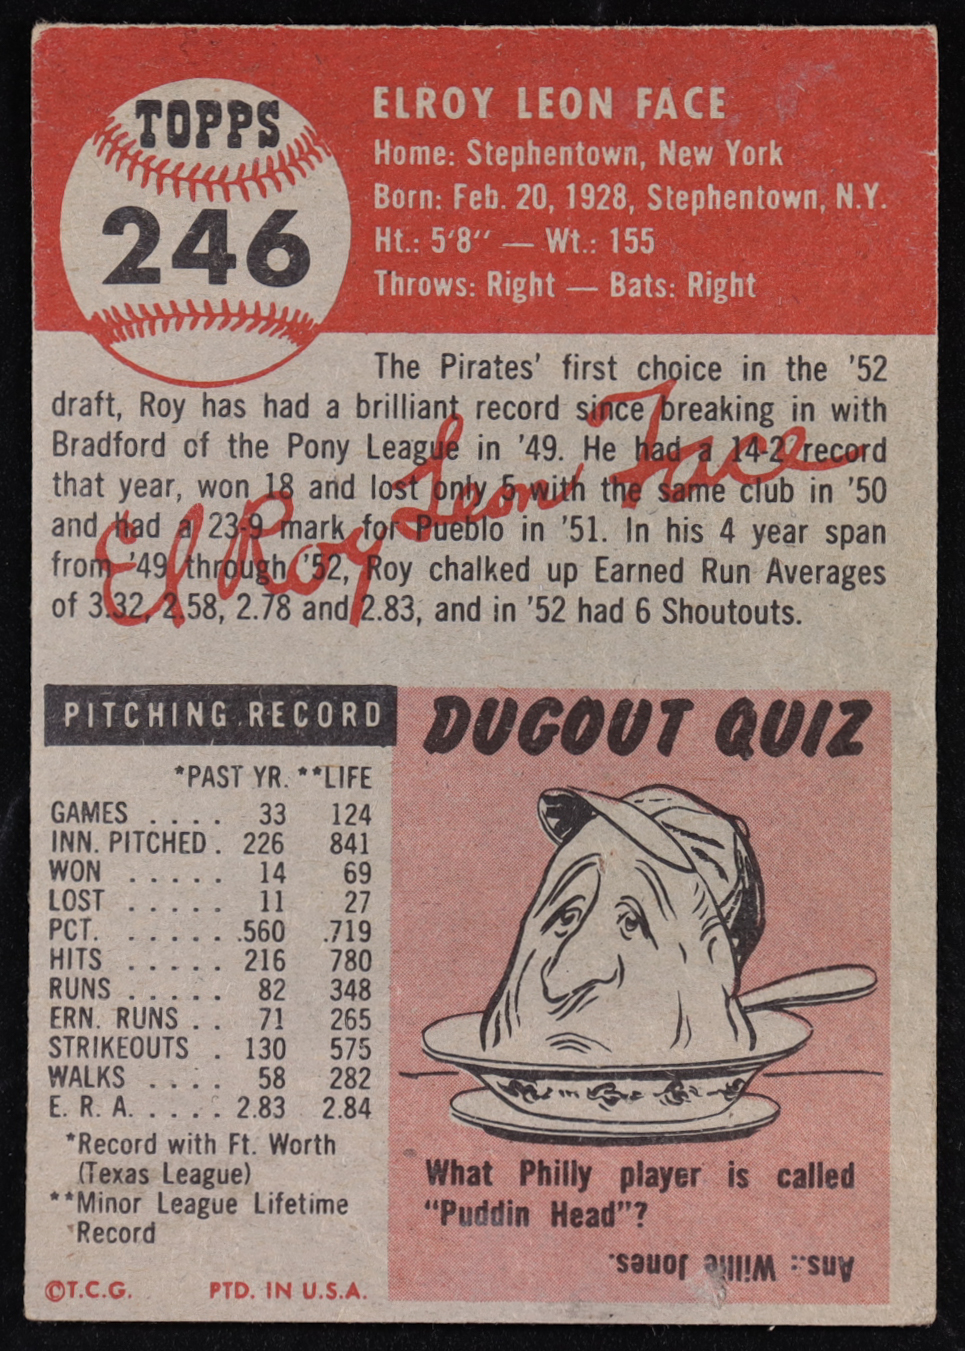 TOPPS
246
ELROY LEON FACE
Home: Stephentown, New York
Born: Feb. 20, 1928, Stephentown, N.Y.
Ht.: 5'8'' — Wt.: 155
Throws: Right — Bats: Right
The Pirates' first choice in the '52
draft, Roy has had a brilliant record since breaking in with
Bradford of the Pony League in '49. He had a 14-2 record
that year, won 18 and lost only 5 with the same club in '50
and had a 23-9 mark for Pueblo in '51. In his 4 year span
from '49 through '52, Roy chalked up Earned Run Averages
of 3.32, 2.58, 2.78 and 2.83, and in '52 had 6 Shoutouts.
ElRoy Leon Face
PITCHING RECORD
*PAST YR. **LIFE
GAMES . . . . 33 124
INN. PITCHED . 226 841
WON . . . . . 14 69
LOST . . . . . 11 27
PCT. . . . . . .560 .719
HITS . . . . . 216 780
RUNS . . . . . 82 348
ERN. RUNS . . 71 265
STRIKEOUTS . 130 575
WALKS . . . . 58 282
E. R. A. . . . . 2.83 2.84
*Record with Ft. Worth
(Texas League)
**Minor League Lifetime
Record
©T.C.G. PTD. IN U.S.A.
DUGOUT QUIZ
What Philly player is called
"Puddin Head"?
Ans.: Willie Jones.